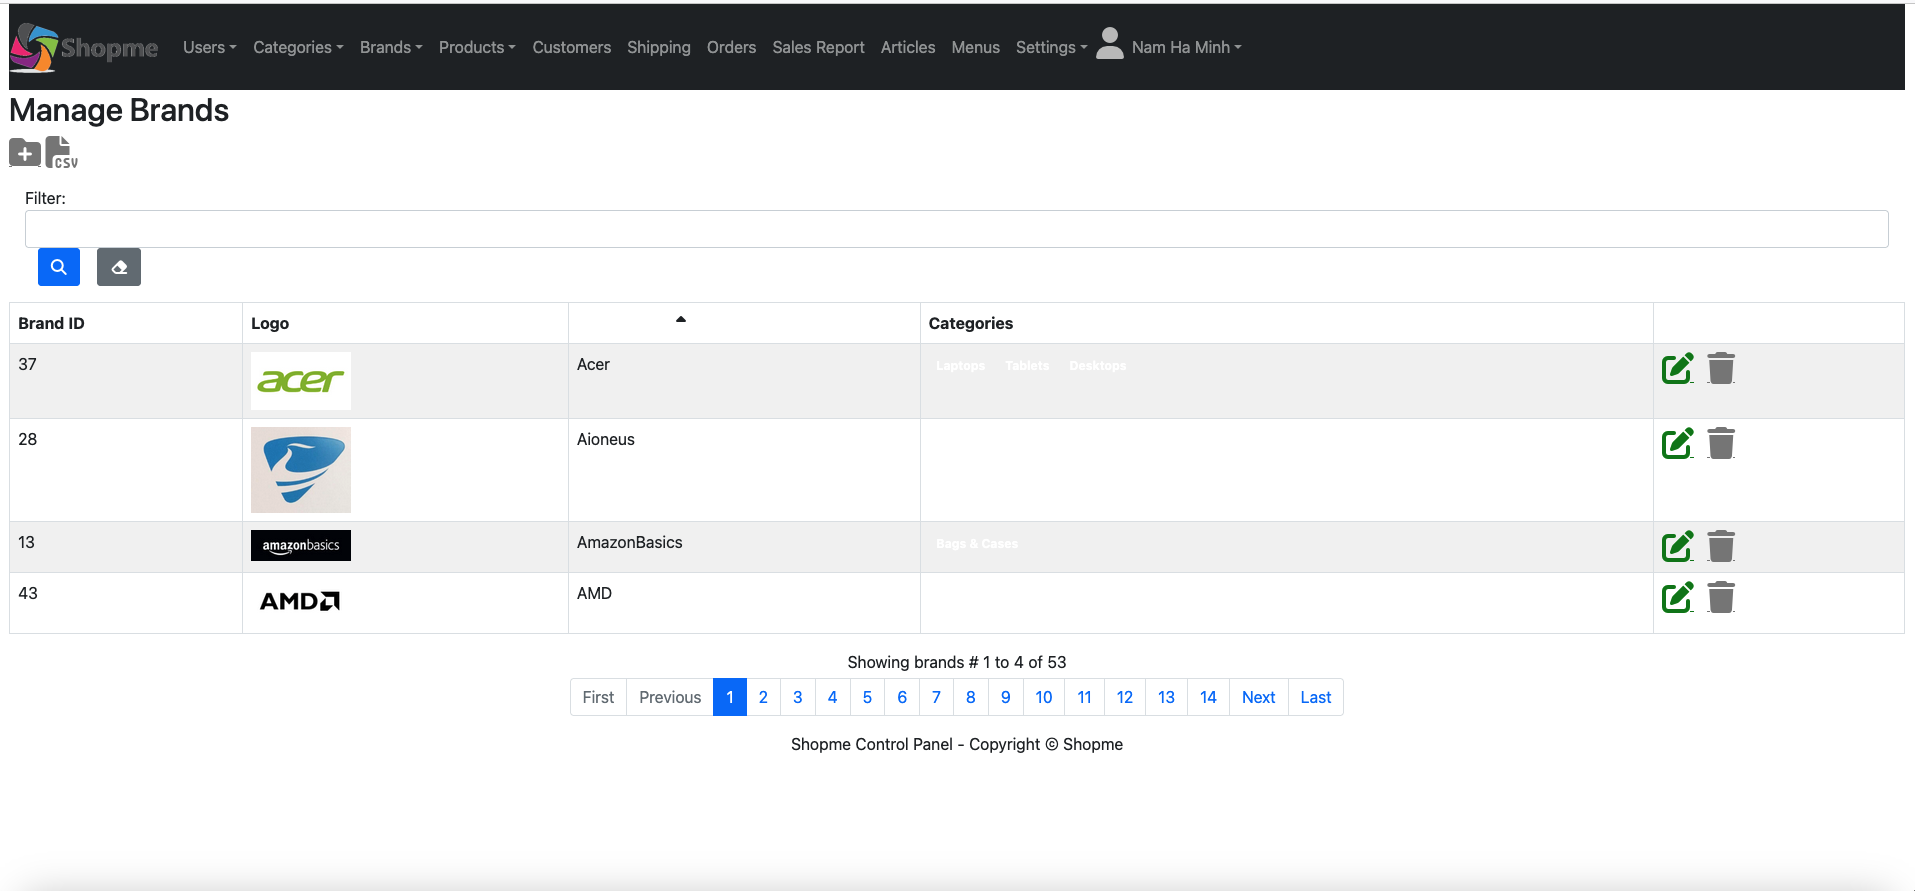 Shopme Users Categories Brands Products Customers Shipping Orders Sales Report Articles Menus Settings Nam Ha Minh
Manage Brands
CSV
Filter:
Brand ID Logo Categories
37 acer Acer Laptops Tablets Desktops
28 Aioneus
13 amazonbasics AmazonBasics Bags & Cases
43 AMD AMD
Showing brands # 1 to 4 of 53
First Previous 1 2 3 4 5 6 7 8 9 10 11 12 13 14 Next Last
Shopme Control Panel - Copyright © Shopme